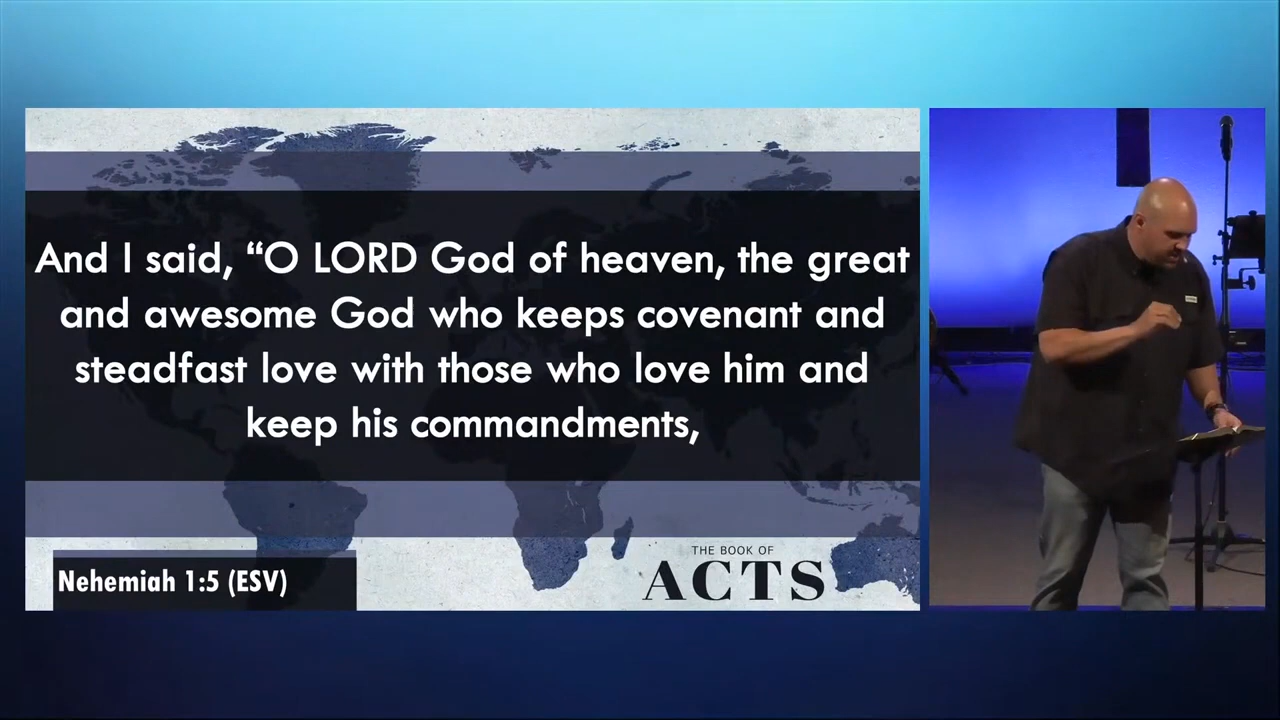 And I said, “O LORD God of heaven, the great
and awesome God who keeps covenant and
steadfast love with those who love him and
keep his commandments,
Nehemiah 1:5 (ESV)
THE BOOK OF
ACTS